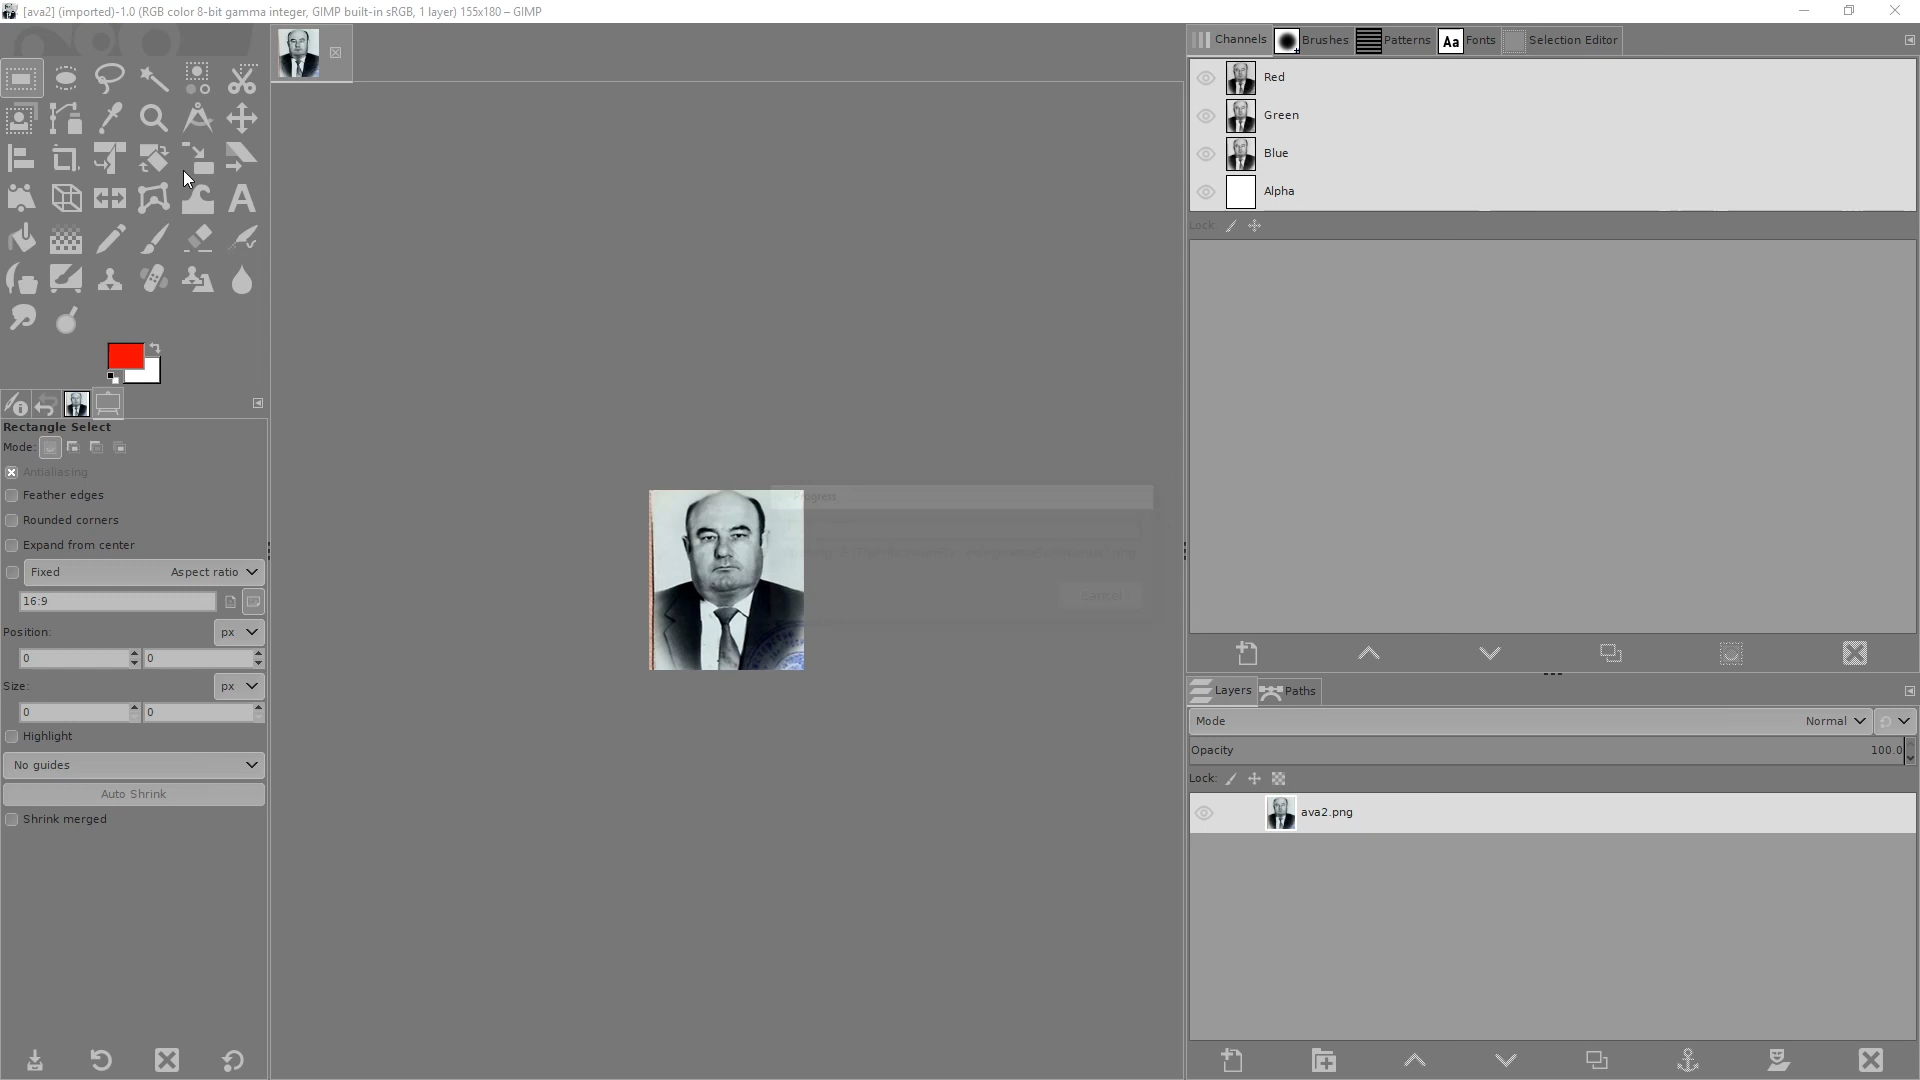 [ava2] (imported)-1.0 (RGB color 8-bit gamma integer, GIMP built-in sRGB, 1 layer) 155x180 – GIMP
Channels
Brushes
Patterns
Aa
Fonts
Selection Editor
Red
Green
Blue
Alpha
Lock:
A
Rectangle Select
Mode:
Antialiasing
Feather edges
Rounded corners
Expand from center
Fixed Aspect ratio
16:9
Position: px
0 0
Size: px
0 0
Highlight
No guides
Auto Shrink
Shrink merged
Progress
Cancel
Layers
Paths
Mode Normal
Opacity 100.0
Lock:
ava2.png